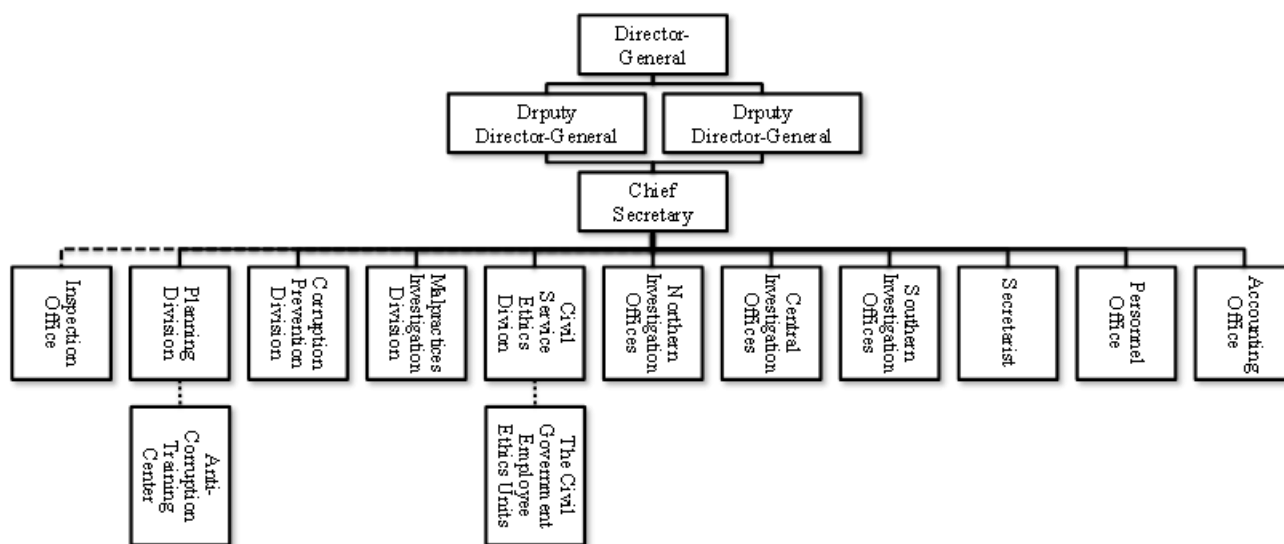 Director-
General
Drputy
Director-General
Drputy
Director-General
Chief
Secretary
Inspection
Office
Planning
Division
Corruption
Prevention
Division
Malpractices
Investigation
Division
Civil
Service
Ethics
Divison
Northern
Investigation
Offices
Central
Investigation
Offices
Southern
Investigation
Offices
Secretarist
Personnel
Office
Accounting
Office
Anti-
Corruption
Training
Center
The Civil
Government
Employee
Ethics Units